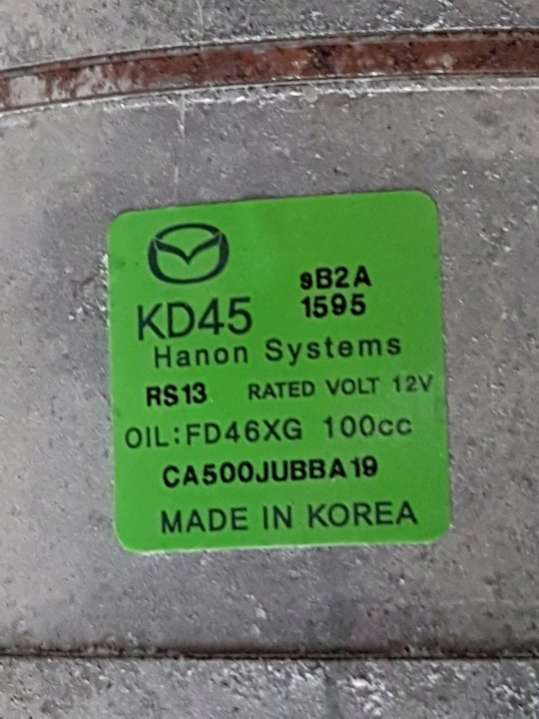 9B2A
KD45 1595
Hanon Systems
RS13 RATED VOLT 12V
OIL:FD46XG 100cc
CA500JUBBA19
MADE IN KOREA